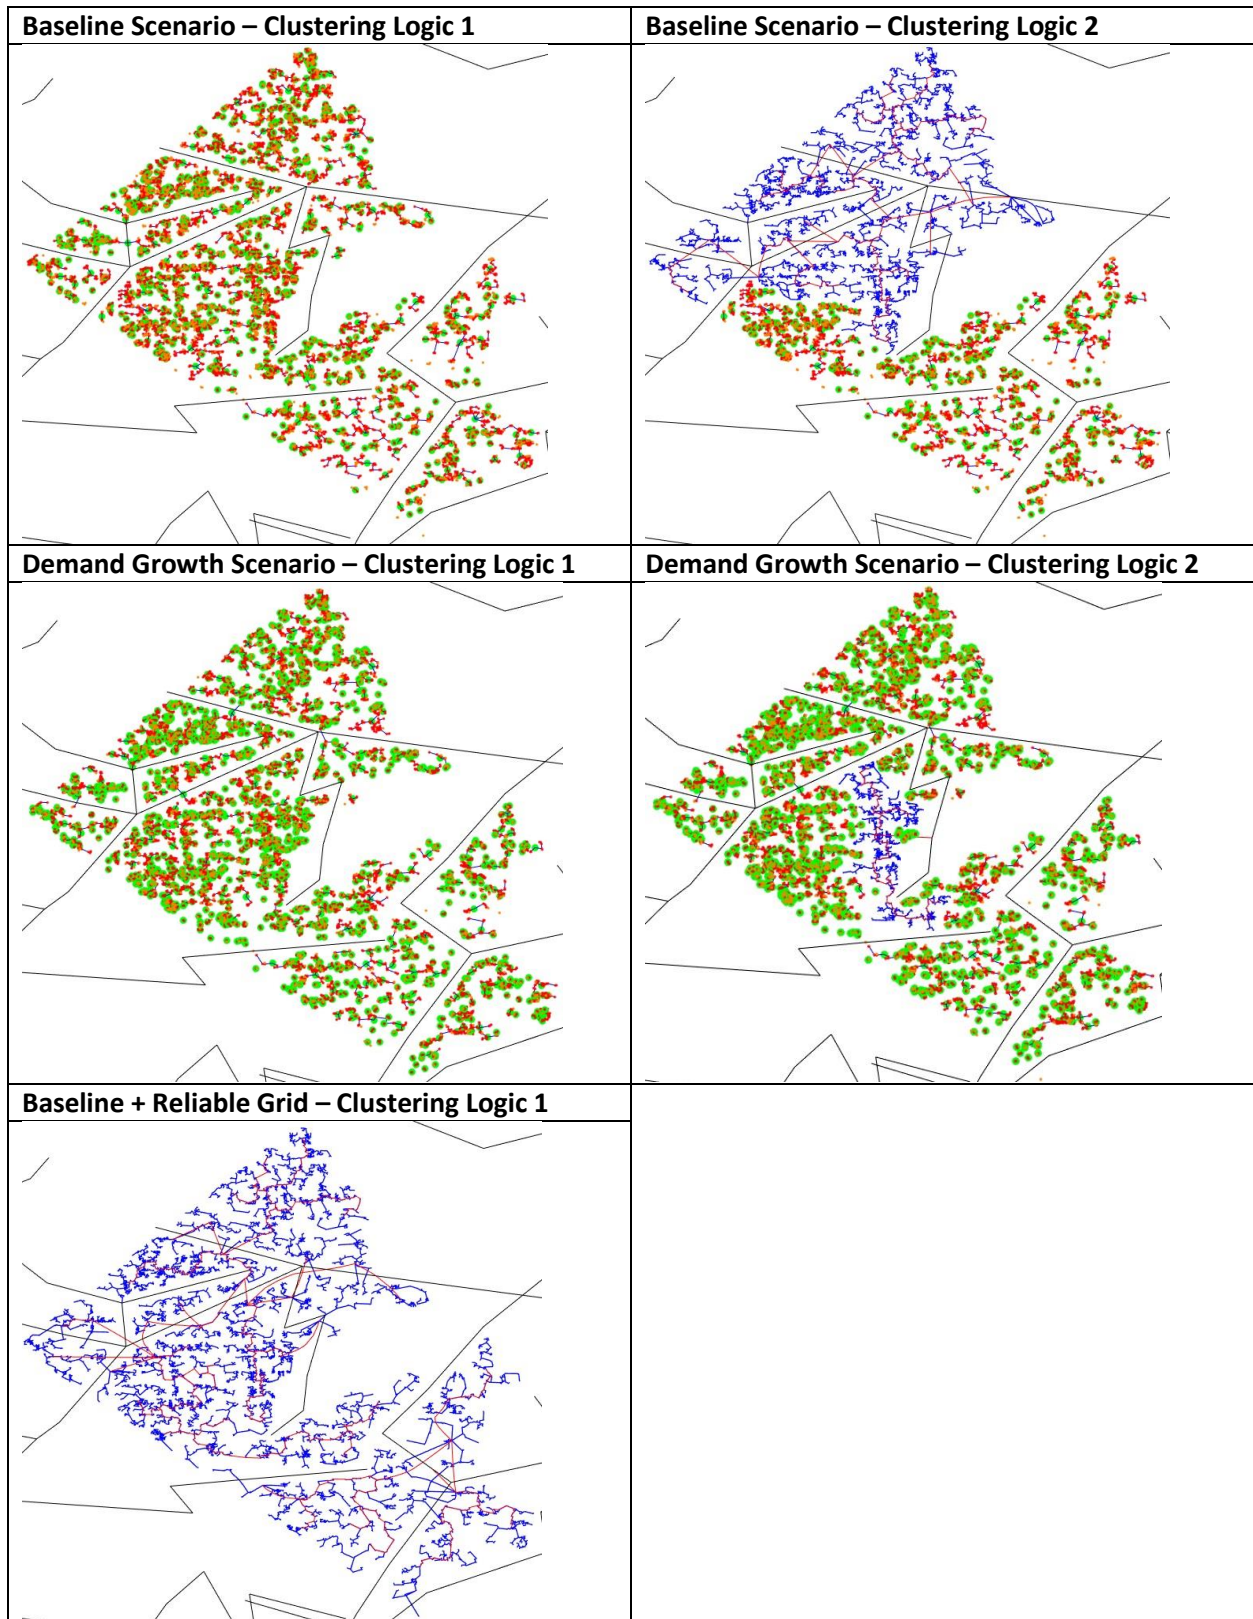 Baseline Scenario – Clustering Logic 1
Baseline Scenario – Clustering Logic 2
Demand Growth Scenario – Clustering Logic 1
Demand Growth Scenario – Clustering Logic 2
Baseline + Reliable Grid – Clustering Logic 1